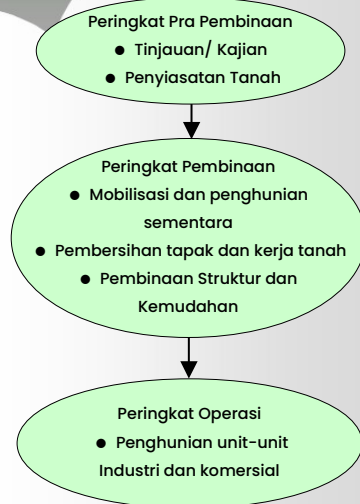 Peringkat Pra Pembinaan
● Tinjauan/ Kajian
● Penyiasatan Tanah
Peringkat Pembinaan
● Mobilisasi dan penghunian
sementara
● Pembersihan tapak dan kerja tanah
● Pembinaan Struktur dan
Kemudahan
Peringkat Operasi
● Penghunian unit-unit
Industri dan komersial